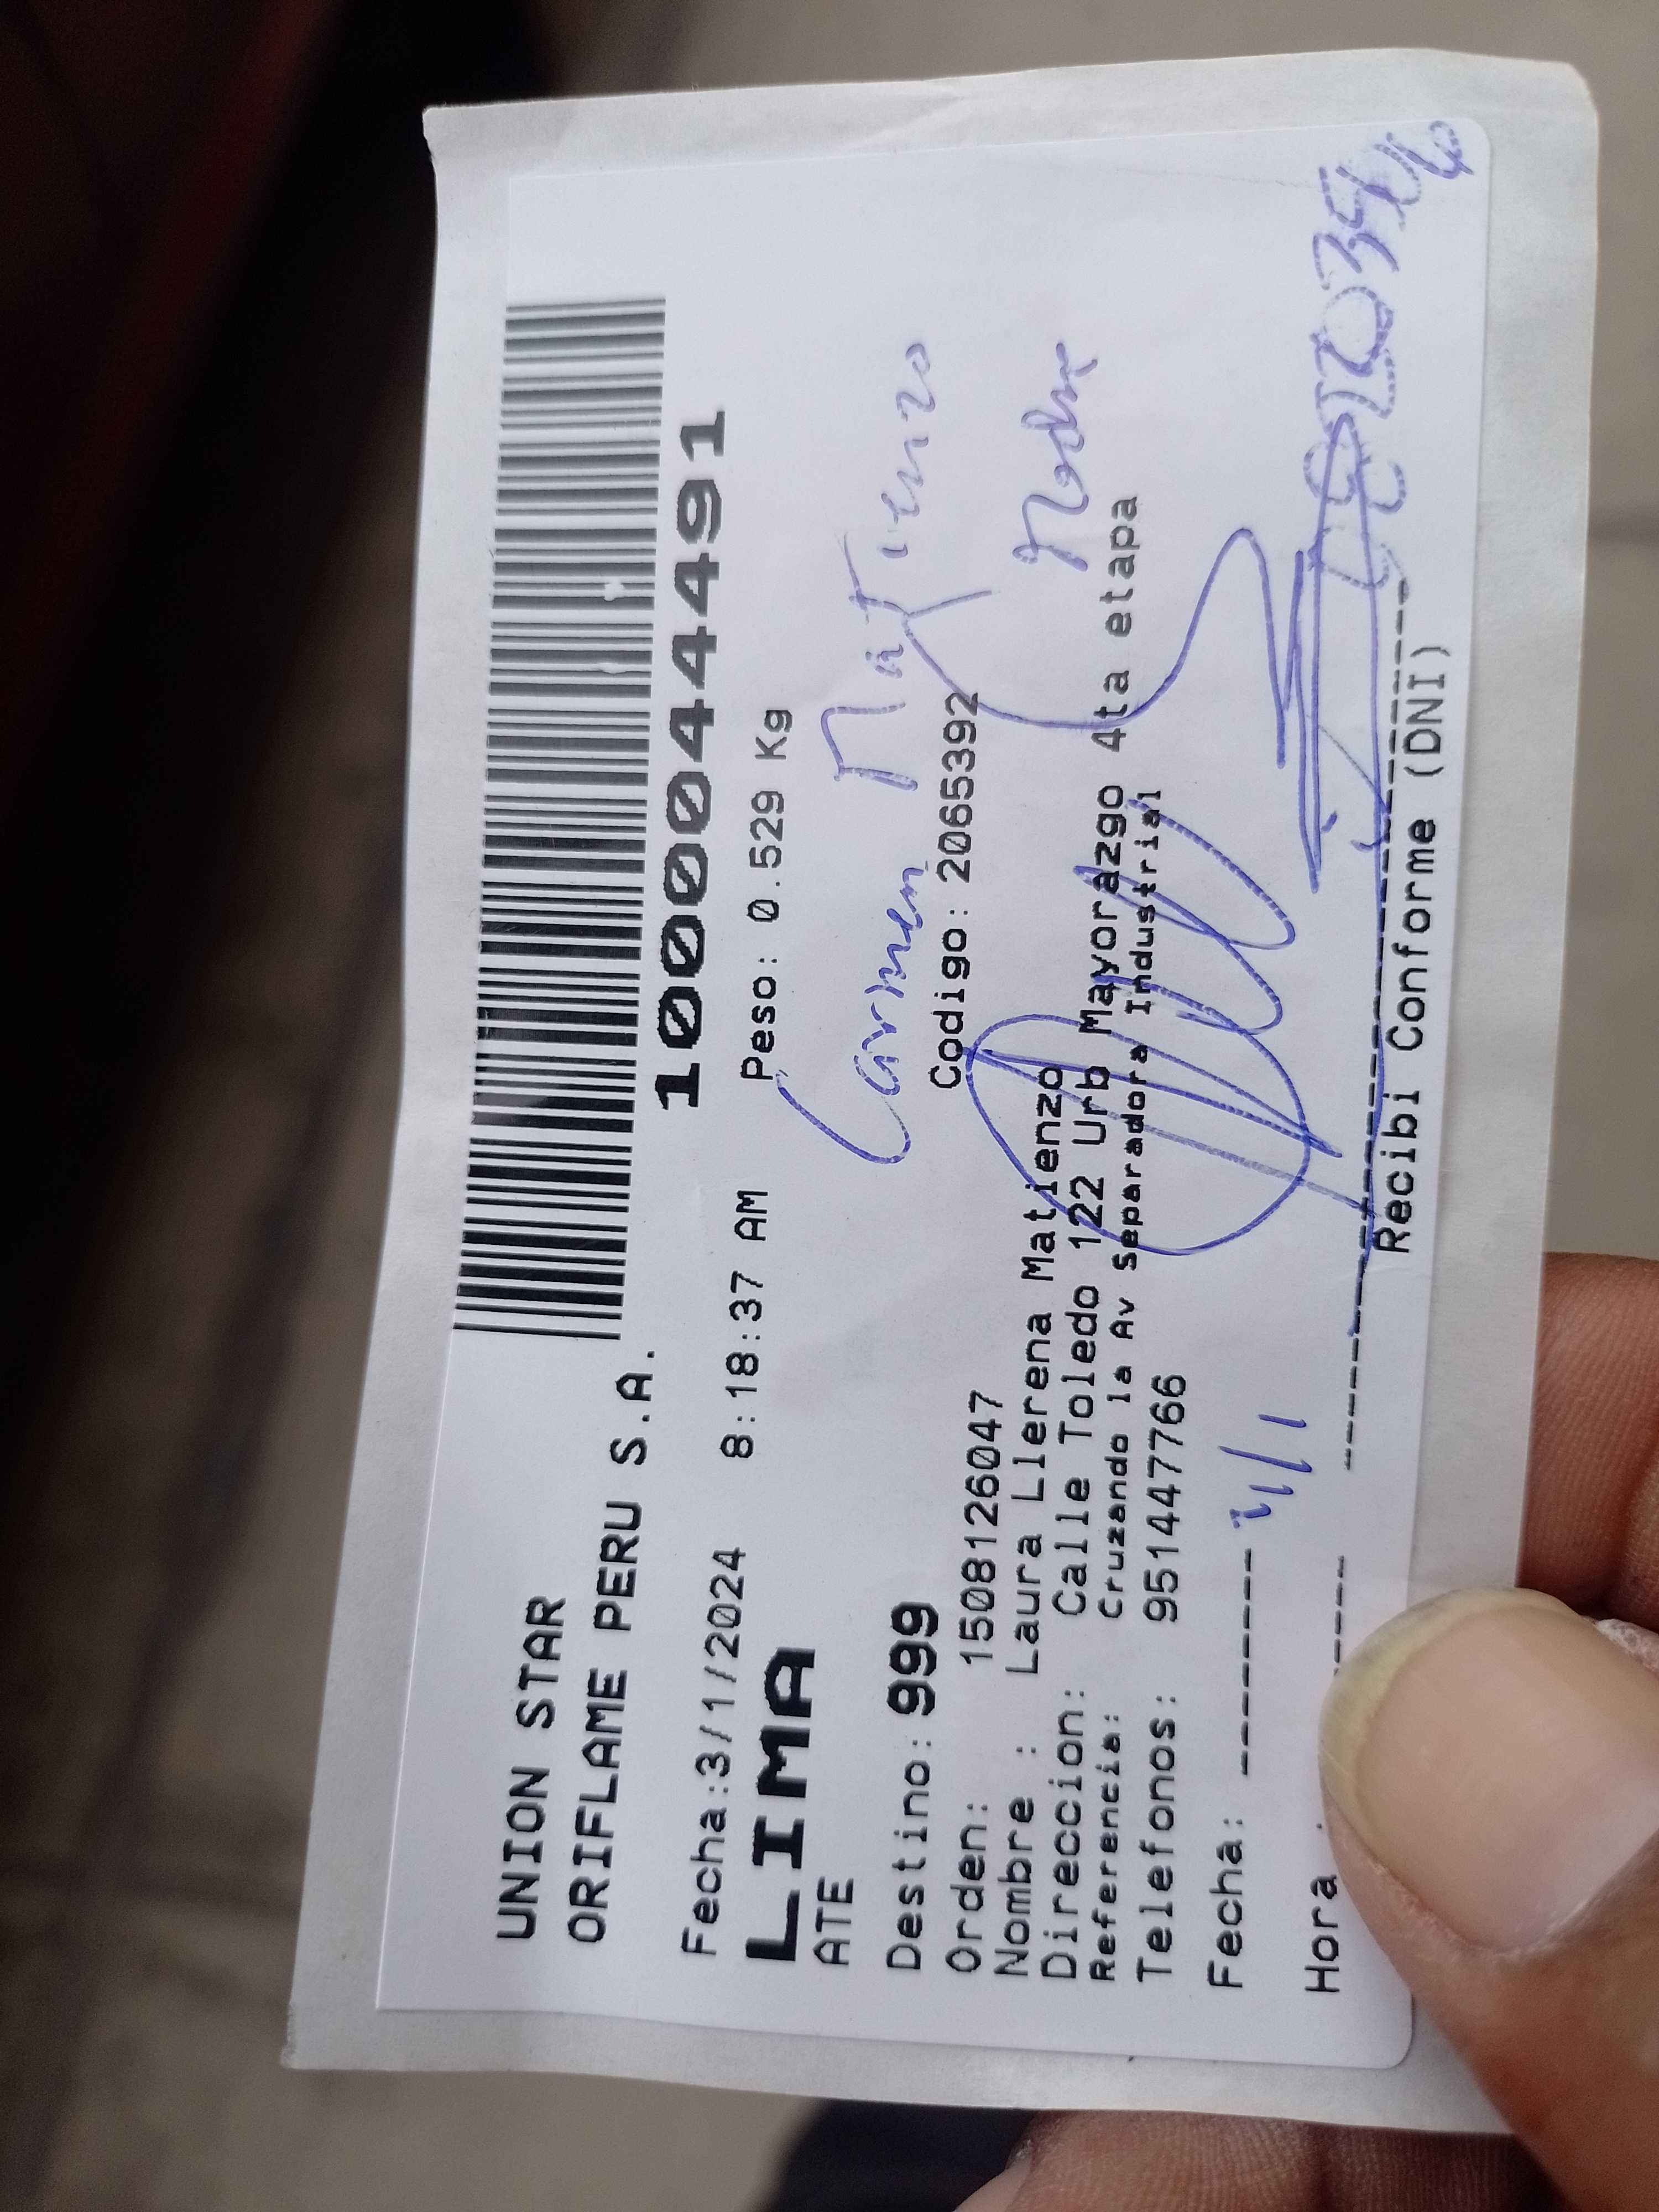 UNION STAR
ORIFLAME PERU S.A.
1000044491
Fecha:3/1/2024 8:18:37 AM Peso: 0.529 Kg
LIMA
ATE
Carmen Matienzo
Destino: 999
Orden: 1508126047 Codigo: 2065392
Nombre : Laura Llerena Matienzo
Direccion: Calle Toledo 122 Urb Mayorazgo 4ta etapa
Referencia: Cruzando la Av Separadora Industrial
Telefonos: 951447766
Fecha:
Hora
Recibi Conforme (DNI)